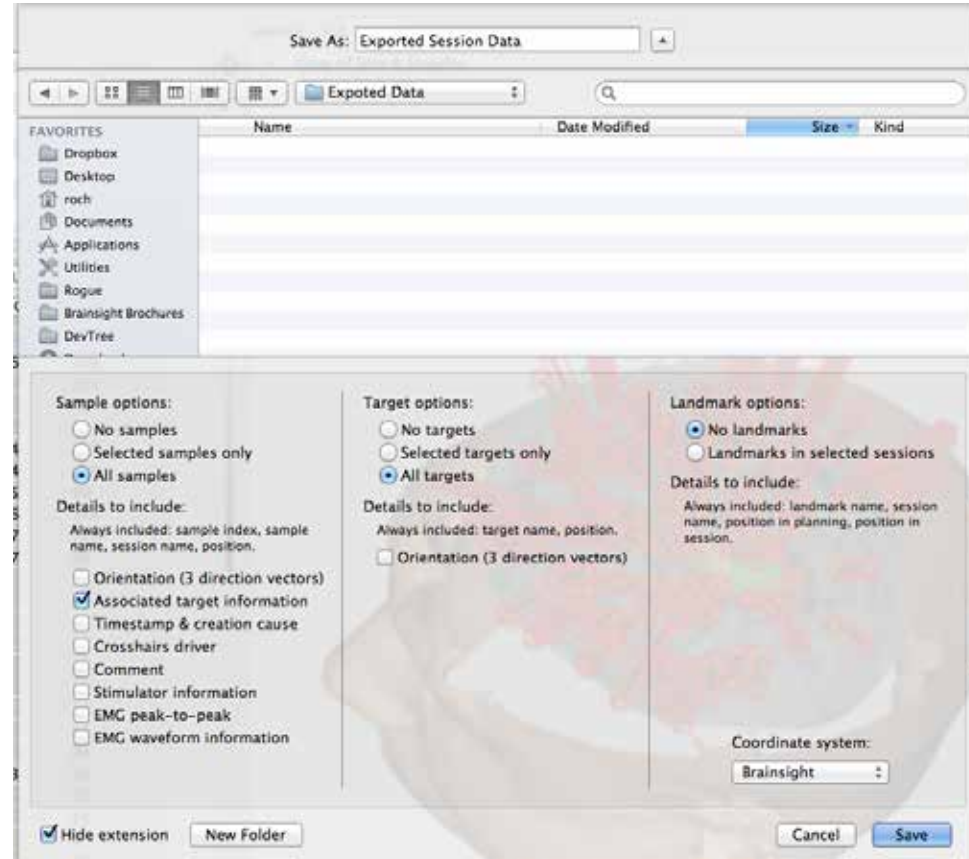 Save As: Exported Session Data
Expoted Data
FAVORITES
Dropbox
Desktop
roch
Documents
Applications
Utilities
Rogue
Brainsight Brochures
DevTree
Name Date Modified Size Kind
Sample options:
No samples
Selected samples only
All samples
Details to include:
Always included: sample index, sample
name, session name, position.
Orientation (3 direction vectors)
Associated target information
Timestamp & creation cause
Crosshairs driver
Comment
Stimulator information
EMG peak-to-peak
EMG waveform information
Target options:
No targets
Selected targets only
All targets
Details to include:
Always included: target name, position.
Orientation (3 direction vectors)
Landmark options:
No landmarks
Landmarks in selected sessions
Details to include:
Always included: landmark name, session
name, position in planning, position in
session.
Coordinate system:
Brainsight
Hide extension New Folder Cancel Save